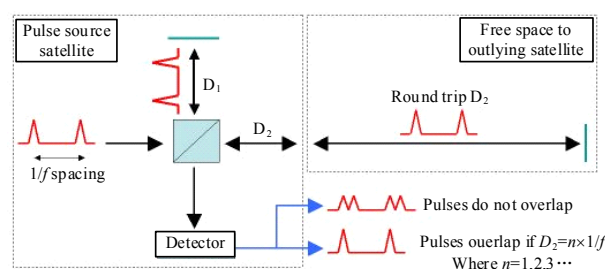 Pulse source
satellite
Free space to
outlying satellite
D₁
Round trip D₂
D₂
1/f spacing
Pulses do not overlap
Detector
Pulses ouerlap if D₂=n×1/f
Where n=1,2,3⋯